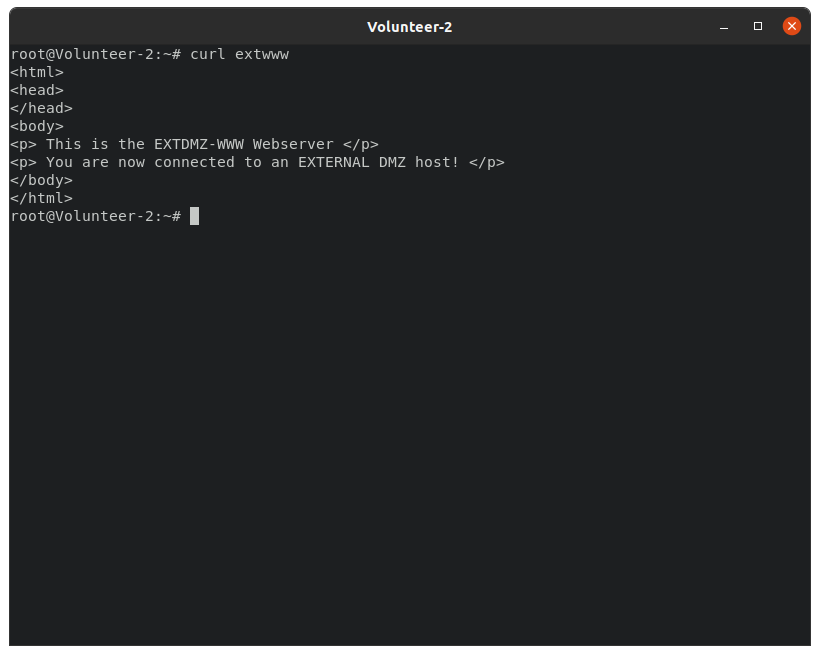 Volunteer-2
root@Volunteer-2:~# curl extwww
<html>
<head>
</head>
<body>
<p> This is the EXTDMZ-WWW Webserver </p>
<p> You are now connected to an EXTERNAL DMZ host! </p>
</body>
</html>
root@Volunteer-2:~#